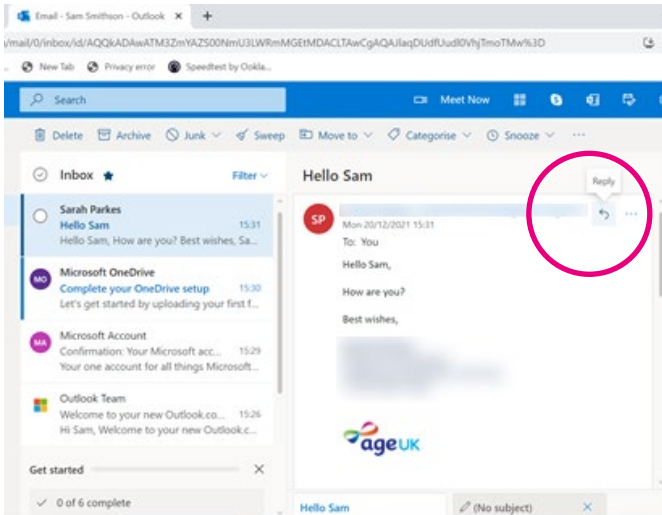 Email - Sam Smithson - Outlook
/mail/0/inbox/id/
New Tab Privacy error Speedtest by Ookla...
Search
Meet Now
Delete Archive Junk Sweep Move to Categorise Snooze ...
Inbox
Filter
Sarah Parkes
Hello Sam 15:31
Hello Sam, How are you? Best wishes, Sa...
MO
Microsoft OneDrive
Complete your OneDrive setup 15:30
Let's get started by uploading your first f...
MA
Microsoft Account
Confirmation: Your Microsoft acc... 15:29
Your one account for all things Microsoft...
Outlook Team
Welcome to your new Outlook.co... 15:26
Hi Sam, Welcome to your new Outlook.c...
Get started
0 of 6 complete
Hello Sam
Reply
SP
Mon 20/12/2021 15:31
To: You
Hello Sam,
How are you?
Best wishes,
ageUK
Hello Sam
(No subject)